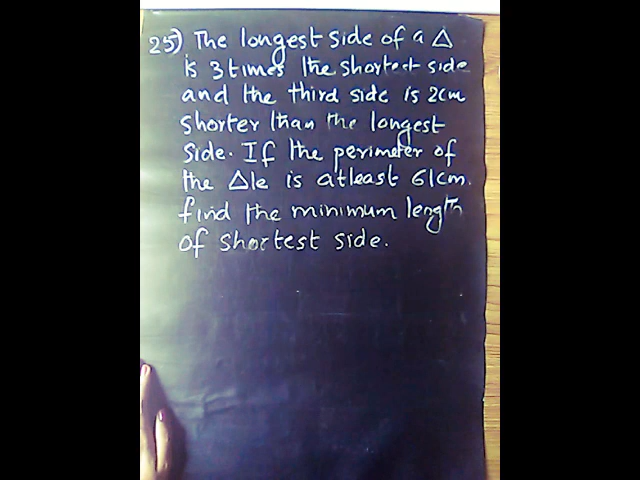 25) The longest side of a △
is 3 times the shortest side
and the third side is 2cm
shorter than the longest
side. If the perimeter of
the △le is atleast 61cm.
find the minimum length
of shortest side.